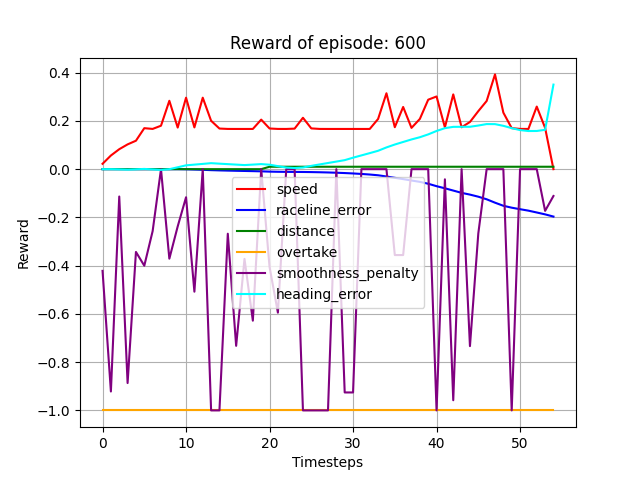 Reward of episode: 600
Reward
0.4
0.2
0.0
−0.2
−0.4
−0.6
−0.8
−1.0
speed
raceline_error
distance
overtake
smoothness_penalty
heading_error
0 10 20 30 40 50
Timesteps